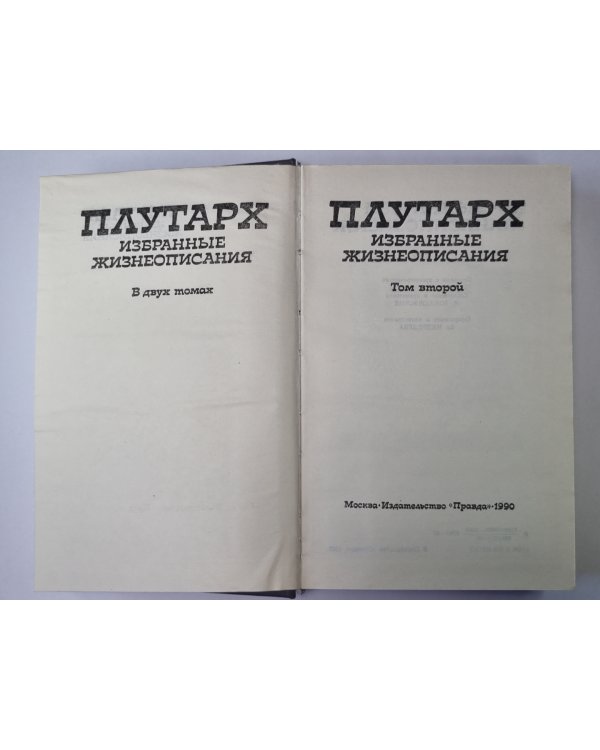 ПЛУТАРХ
ИЗБРАННЫЕ
ЖИЗНЕОПИСАНИЯ
В двух томах
ПЛУТАРХ
ИЗБРАННЫЕ
ЖИЗНЕОПИСАНИЯ
Том второй
Москва·Издательство «Правда»·1990